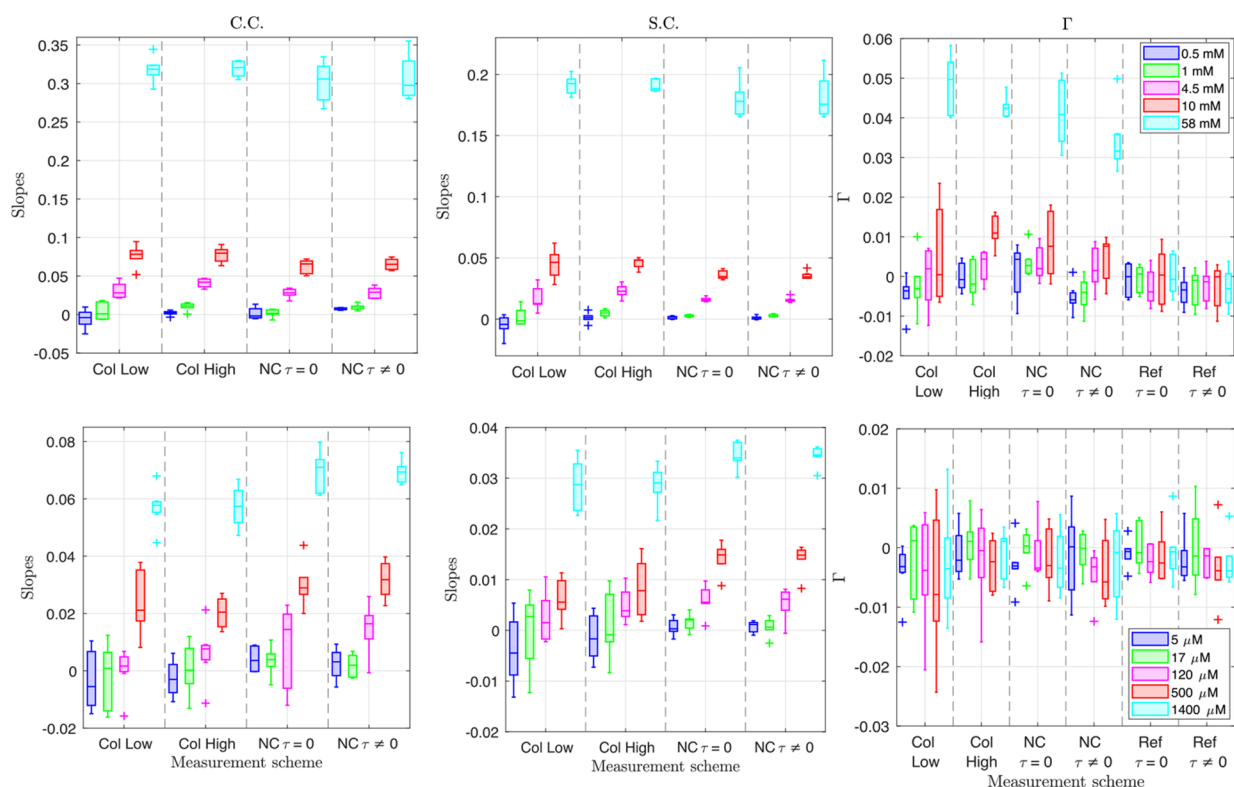 C.C.
S.C.
Γ
0.35
0.3
0.25
0.2
0.15
0.1
0.05
0
-0.05
Slopes
Col Low
Col High
NC τ = 0
NC τ ≠ 0
0.2
0.1
0
Slopes
Col Low
Col High
NC τ = 0
NC τ ≠ 0
0.06
0.05
0.04
0.03
0.02
0.01
0
-0.01
-0.02
Γ
0.5 mM
1 mM
4.5 mM
10 mM
58 mM
Col Low
Col High
NC τ = 0
NC τ ≠ 0
Ref τ = 0
Ref τ ≠ 0
0.08
0.06
0.04
0.02
0
-0.02
Slopes
Col Low
Col High
NC τ = 0
NC τ ≠ 0
Measurement scheme
0.04
0.03
0.02
0.01
0
-0.01
-0.02
Slopes
Col Low
Col High
NC τ = 0
NC τ ≠ 0
Measurement scheme
0.02
0.01
0
-0.01
-0.02
-0.03
Γ
5 μM
17 μM
120 μM
500 μM
1400 μM
Col Low
Col High
NC τ = 0
NC τ ≠ 0
Ref τ = 0
Ref τ ≠ 0
Measurement scheme